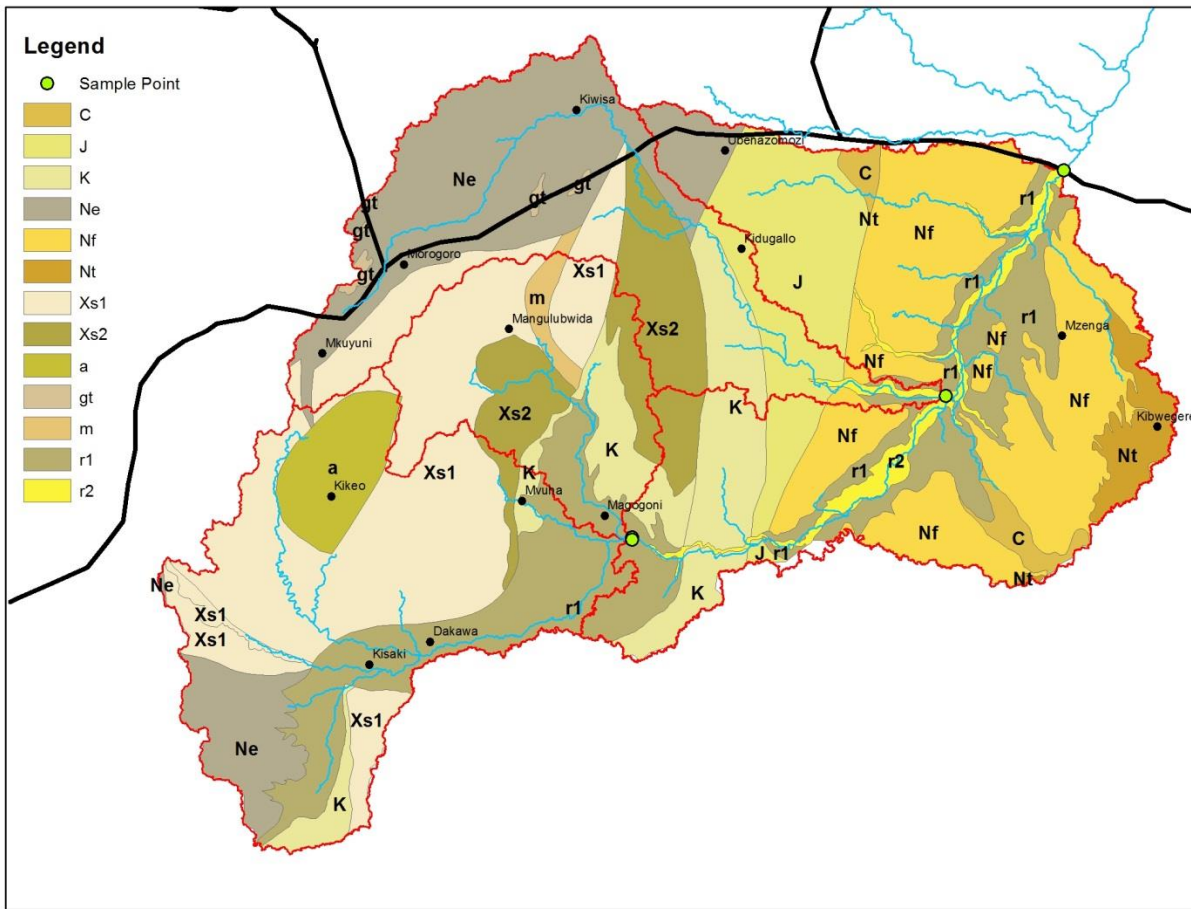 Legend
Sample Point
C
J
K
Ne
Nf
Nt
Xs1
Xs2
a
gt
m
r1
r2
Kiwisa
Ubenazomozi
Ne
gt
gt
gt
gt
gt
C
r1
Nt
Nf
Kidugallo
Morogoro
Xs1
J
r1
m
Mangulubwida
Xs2
r1
Nf
Mzenga
Mkuyuni
Nf
Nf
r1
Nf
Xs2
K
Nf
Kibwegere
a
Kikeo
Xs1
K
K
r1
r2
Nt
Mvuha
Magogoni
Nf
C
J
r1
Ne
Xs1
Xs1
K
Nt
r1
Dakawa
Kisaki
Xs1
Ne
K